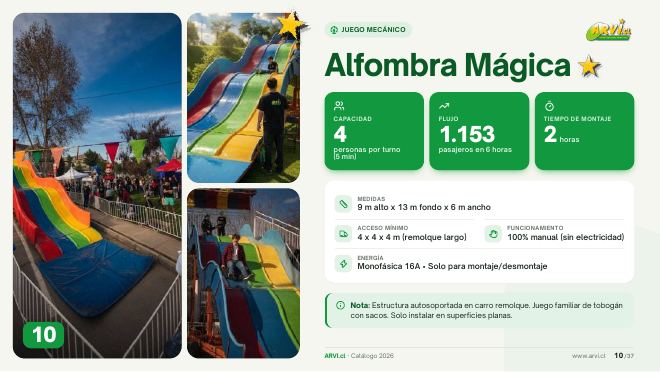 10
JUEGO MECÁNICO
ARVI.cl
Alfombra Mágica
CAPACIDAD
4
personas por turno
(5 min)
FLUJO
1.153
pasajeros en 6 horas
TIEMPO DE MONTAJE
2 horas
MEDIDAS
9 m alto x 13 m fondo x 6 m ancho
ACCESO MÍNIMO
4 x 4 x 4 m (remolque largo)
FUNCIONAMIENTO
100% manual (sin electricidad)
ENERGÍA
Monofásica 16A • Solo para montaje/desmontaje
Nota: Estructura autosoportada en carro remolque. Juego familiar de tobogán
con sacos. Solo instalar en superficies planas.
ARVI.cl · Catálogo 2026
www.arvi.cl 10/37